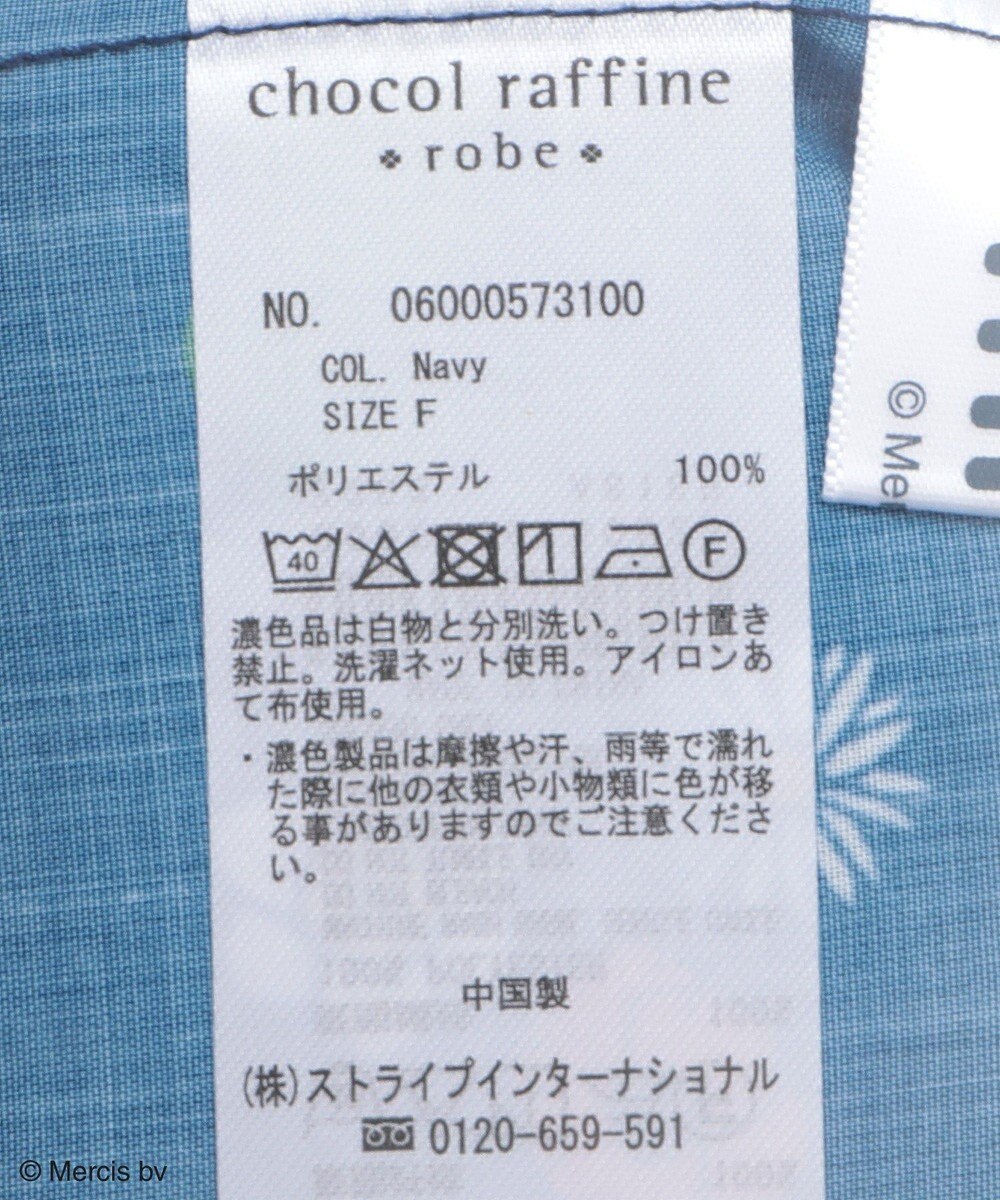 chocol raffine
robe
NO. 06000573100
COL. Navy
SIZE F
ポリエステル 100%
40
F
濃色品は白物と分別洗い。つけ置き
禁止。洗濯ネット使用。アイロンあ
て布使用。
・濃色製品は摩擦や汗、雨等で濡れ
た際に他の衣類や小物類に色が移
る事がありますのでご注意くださ
い。
中国製
(株)ストライプインターナショナル
0120-659-591
© Me
© Mercis bv